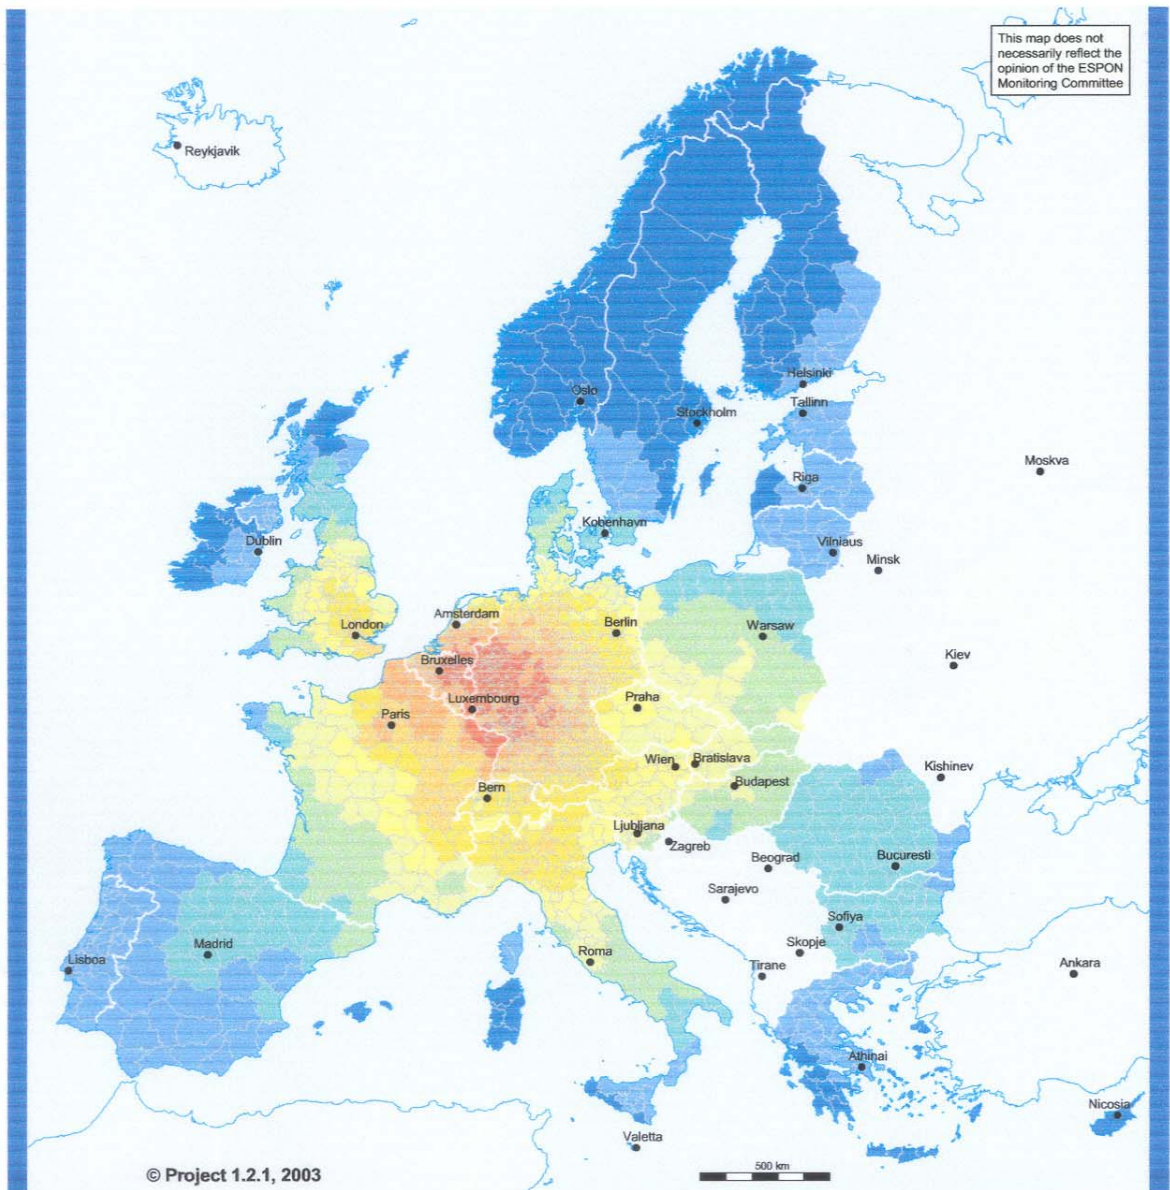 This map does not
necessarily reflect the
opinion of the ESPON
Monitoring Committee
Reykjavik
Helsinki
Oslo
Tallinn
Stockholm
Moskva
Riga
Kobenhavn
Dublin
Vilniaus
Minsk
Amsterdam
London
Berlin
Warsaw
Bruxelles
Kiev
Luxembourg
Praha
Paris
Wien
Bratislava
Kishinev
Bern
Budapest
Ljubljana
Zagreb
Beograd
Bucuresti
Sarajevo
Sofiya
Madrid
Roma
Skopje
Lisboa
Tirane
Ankara
Athinai
Nicosia
Valetta
© Project 1.2.1, 2003
500 km